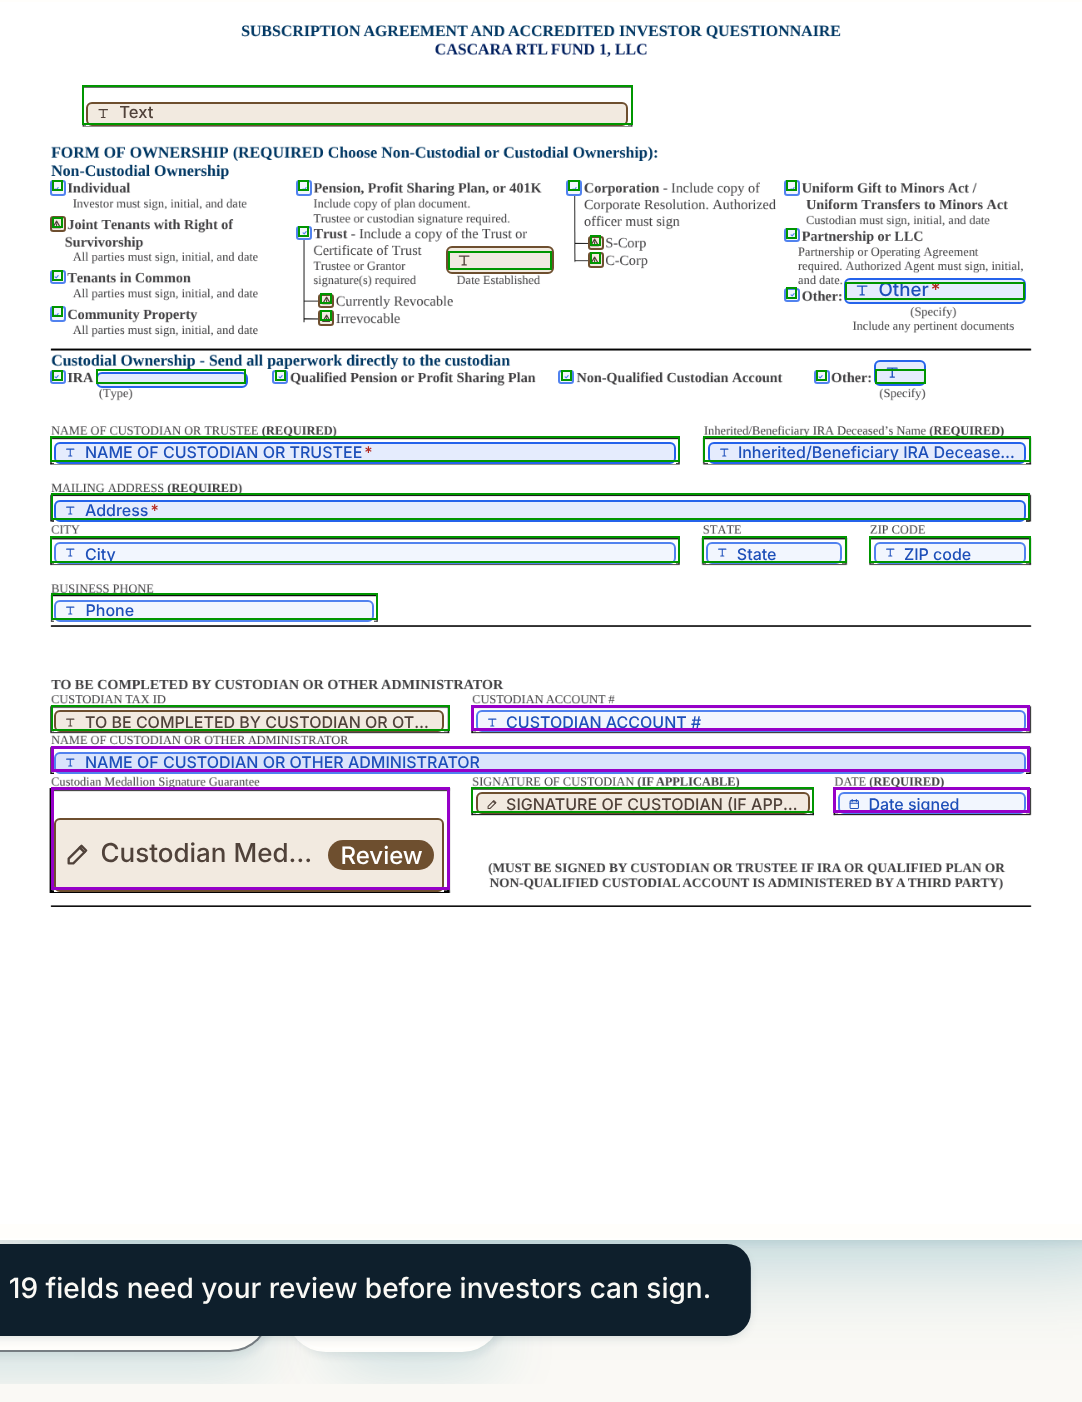 SUBSCRIPTION AGREEMENT AND ACCREDITED INVESTOR QUESTIONNAIRE
CASCARA RTL FUND 1, LLC
Text
FORM OF OWNERSHIP (REQUIRED Choose Non-Custodial or Custodial Ownership):
Non-Custodial Ownership
Individual
Investor must sign, initial, and date
Joint Tenants with Right of
Survivorship
All parties must sign, initial, and date
Tenants in Common
All parties must sign, initial, and date
Community Property
All parties must sign, initial, and date
Pension, Profit Sharing Plan, or 401K
Include copy of plan document.
Trustee or custodial signature required.
Trust - Include a copy of the Trust or
Certificate of Trust
Trustee or Grantor
signature(s) required
Date Established
Currently Revocable
Irrevocable
Corporation - Include copy of
Corporate Resolution. Authorized
officer must sign
S-Corp
C-Corp
Uniform Gift to Minors Act /
Uniform Transfers to Minors Act
Custodian must sign, initial, and date
Partnership or LLC
Partnership or Operating Agreement
required. Authorized Agent must sign, initial,
and date.
Other: Other*
(Specify)
Include any pertinent documents
Custodial Ownership - Send all paperwork directly to the custodian
IRA
(Type)
Qualified Pension or Profit Sharing Plan
Non-Qualified Custodian Account
Other:
(Specify)
NAME OF CUSTODIAN OR TRUSTEE (REQUIRED)
NAME OF CUSTODIAN OR TRUSTEE*
Inherited/Beneficiary IRA Deceased's Name (REQUIRED)
Inherited/Beneficiary IRA Decease...
MAILING ADDRESS (REQUIRED)
Address*
CITY
City
STATE
State
ZIP CODE
ZIP code
BUSINESS PHONE
Phone
TO BE COMPLETED BY CUSTODIAN OR OTHER ADMINISTRATOR
CUSTODIAN TAX ID
TO BE COMPLETED BY CUSTODIAN OR OT...
CUSTODIAN ACCOUNT #
CUSTODIAN ACCOUNT #
NAME OF CUSTODIAN OR OTHER ADMINISTRATOR
NAME OF CUSTODIAN OR OTHER ADMINISTRATOR
Custodian Medallion Signature Guarantee
Custodian Med... Review
SIGNATURE OF CUSTODIAN (IF APPLICABLE)
SIGNATURE OF CUSTODIAN (IF APP...
DATE (REQUIRED)
Date signed
(MUST BE SIGNED BY CUSTODIAN OR TRUSTEE IF IRA OR QUALIFIED PLAN OR
NON-QUALIFIED CUSTODIAL ACCOUNT IS ADMINISTERED BY A THIRD PARTY)
19 fields need your review before investors can sign.